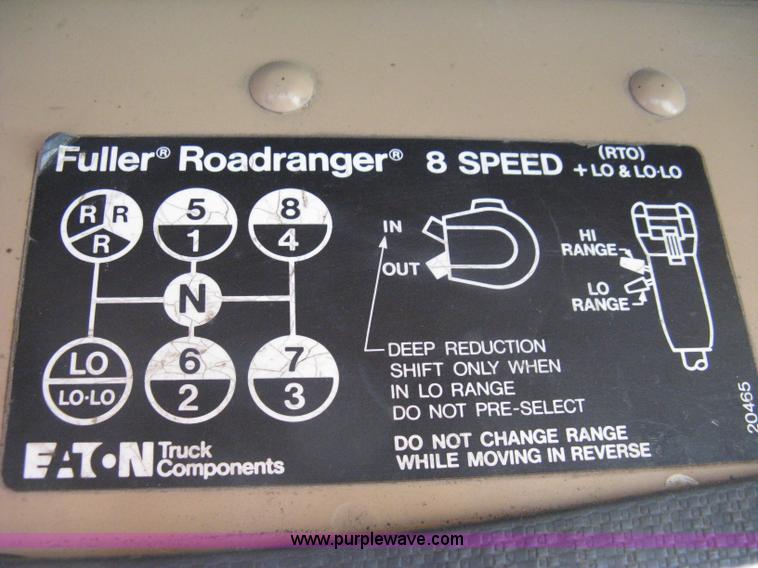 Fuller® Roadranger® 8 SPEED (RTO) + LO & LO-LO
R R R
5 1
8 4
N
LO LO·LO
6 2
7 3
IN
OUT
HI RANGE
LO RANGE
DEEP REDUCTION
SHIFT ONLY WHEN
IN LO RANGE
DO NOT PRE-SELECT
DO NOT CHANGE RANGE
WHILE MOVING IN REVERSE
20465
EATON Truck Components
www.purplewave.com